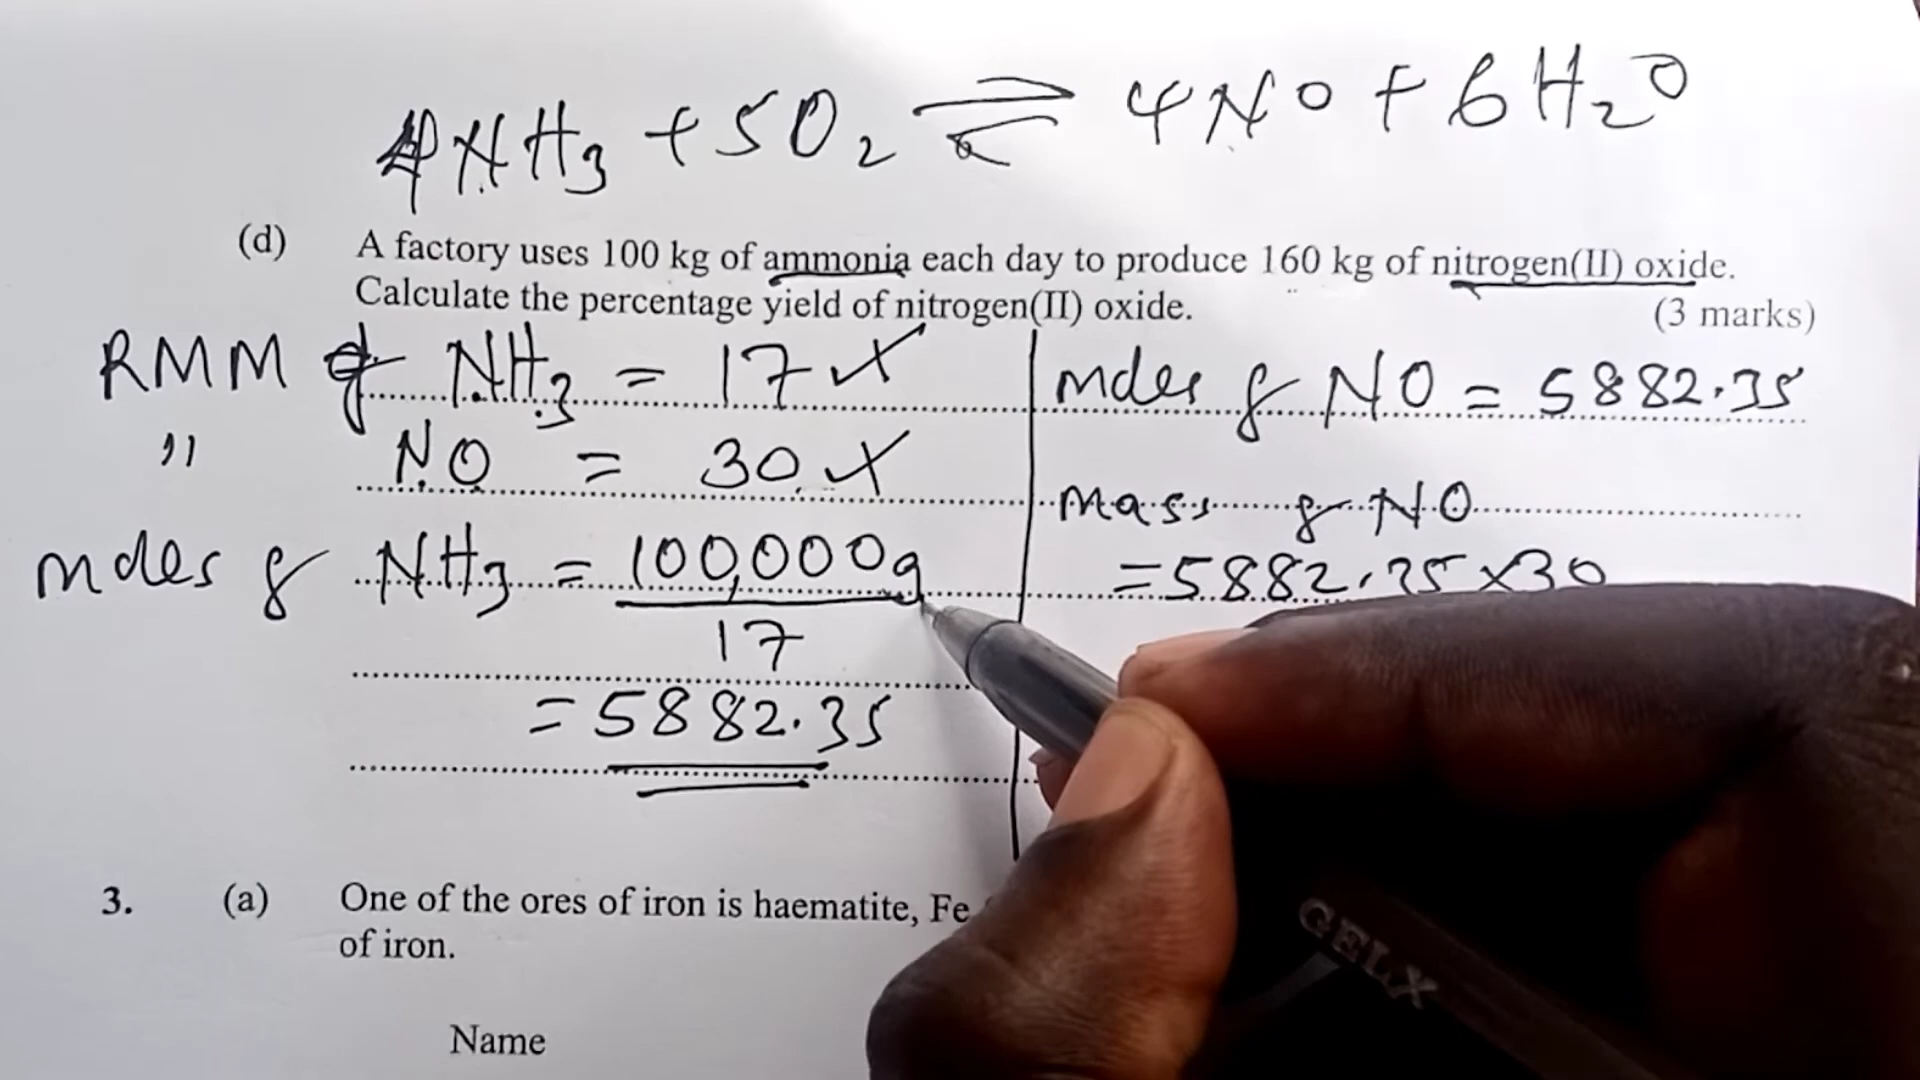 4NH₃ + 5O₂ ⇌ 4NO + 6H₂O
(d) A factory uses 100 kg of ammonia each day to produce 160 kg of nitrogen(II) oxide.
Calculate the percentage yield of nitrogen(II) oxide.
(3 marks)
RMM of NH₃ = 17 ✓
" NO = 30 ✓
moles of NH₃ = 100,000g
17
= 5882.35
moles of NO = 5882.35
Mass of NO
= 5882.35 × 30
3. (a) One of the ores of iron is haematite, Fe
of iron.
Name
GELX